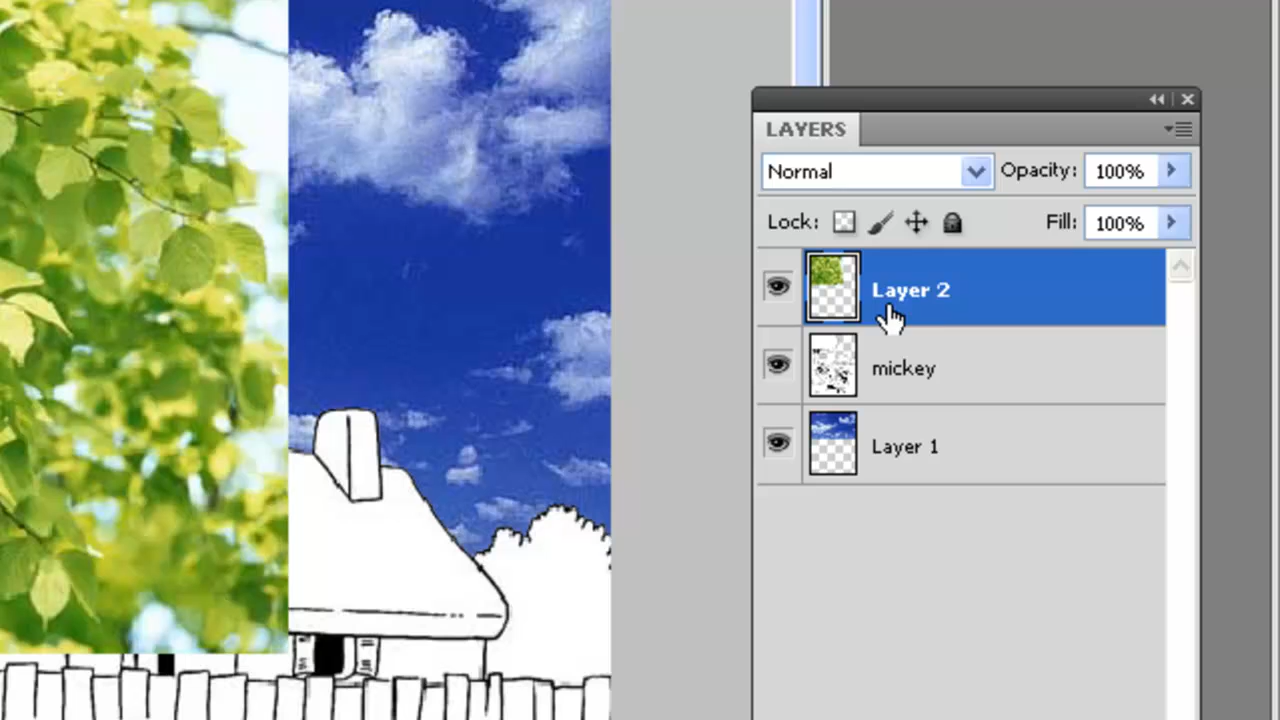 LAYERS
Normal Opacity: 100%
Lock: Fill: 100%
Layer 2
mickey
Layer 1